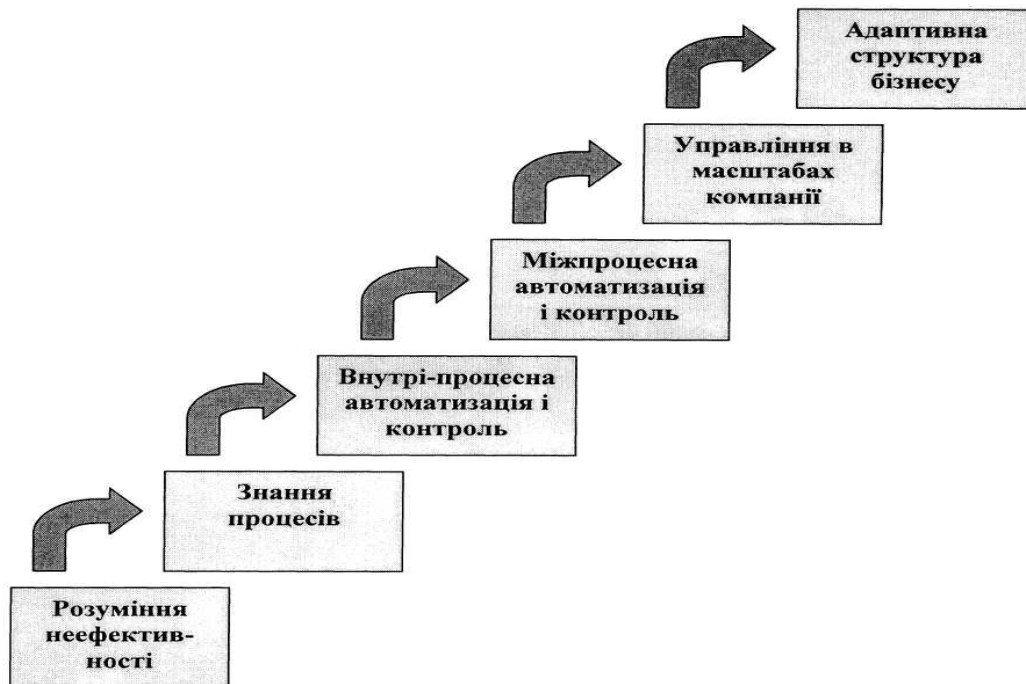 Адаптивна
структура
бізнесу
Управління в
масштабах
компанії
Міжпроцесна
автоматизація
і контроль
Внутрі-процесна
автоматизація і
контроль
Знання
процесів
Розуміння
неефектив-
ності